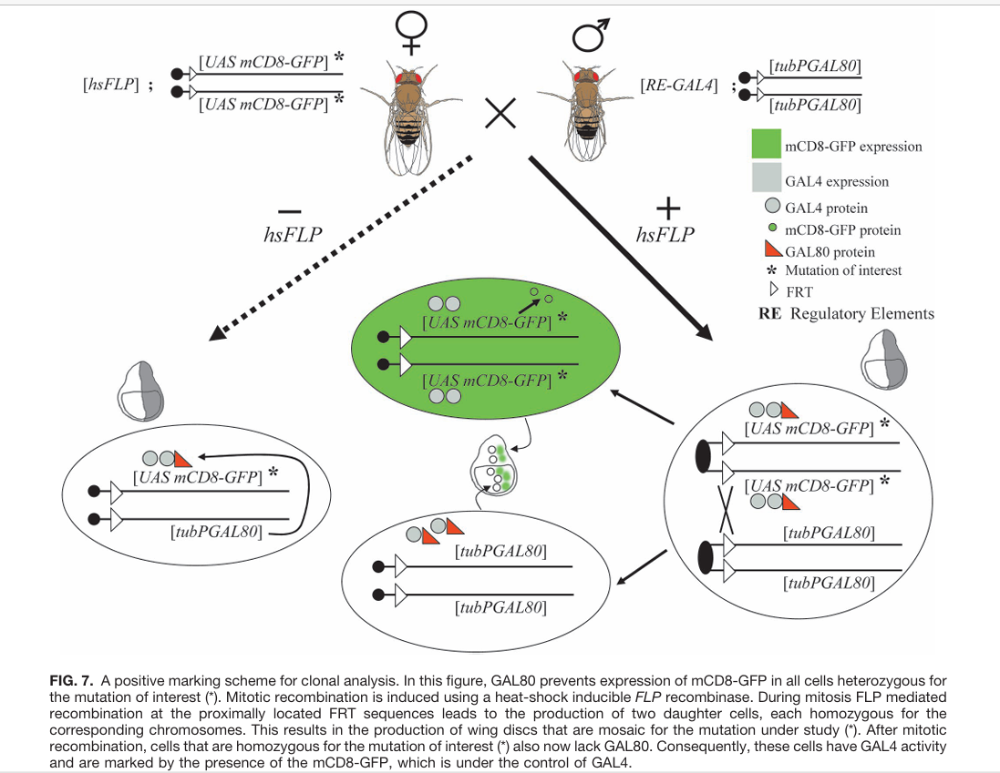 ♀
♂
[hsFLP] ;
[UAS mCD8-GFP] *
[UAS mCD8-GFP] *
[RE-GAL4] ;
[tubPGAL80]
[tubPGAL80]
mCD8-GFP expression
GAL4 expression
GAL4 protein
mCD8-GFP protein
GAL80 protein
* Mutation of interest
FRT
RE Regulatory Elements
−
hsFLP
+
hsFLP
[UAS mCD8-GFP] *
[UAS mCD8-GFP] *
[UAS mCD8-GFP] *
[tubPGAL80]
[UAS mCD8-GFP] *
[UAS mCD8-GFP] *
[tubPGAL80]
[tubPGAL80]
[tubPGAL80]
[tubPGAL80]
FIG. 7. A positive marking scheme for clonal analysis. In this figure, GAL80 prevents expression of mCD8-GFP in all cells heterozygous for
the mutation of interest (*). Mitotic recombination is induced using a heat-shock inducible FLP recombinase. During mitosis FLP mediated
recombination at the proximally located FRT sequences leads to the production of two daughter cells, each homozygous for the
corresponding chromosomes. This results in the production of wing discs that are mosaic for the mutation under study (*). After mitotic
recombination, cells that are homozygous for the mutation of interest (*) also now lack GAL80. Consequently, these cells have GAL4 activity
and are marked by the presence of the mCD8-GFP, which is under the control of GAL4.